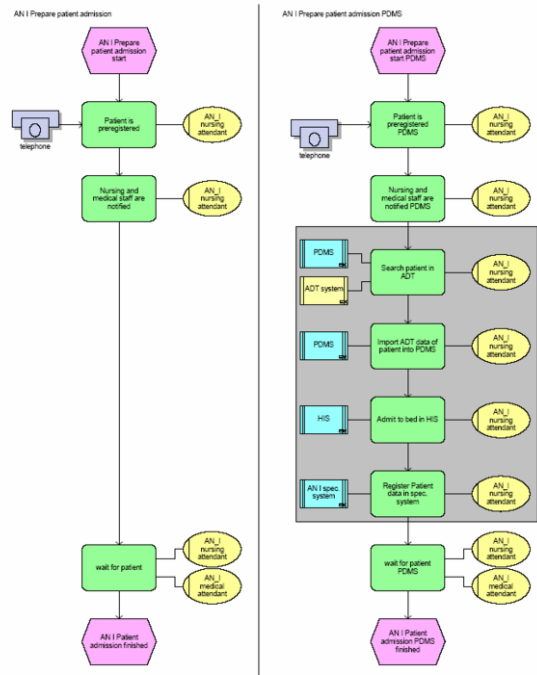 AN I Prepare patient admission
AN I Prepare
patient admission
start
Patient is
preregistered
AN_I
nursing
attendant
telephone
Nursing and
medical staff are
notified
AN_I
nursing
attendant
wait for patient
AN_I
nursing
attendant
AN_I
medical
attendant
AN I Patient
admission finished
AN I Prepare patient admission PDMS
AN I Prepare
patient admission
start PDMS
Patient is
preregistered
PDMS
AN_I
nursing
attendant
telephone
Nursing and
medical staff are
notified PDMS
AN_I
nursing
attendant
PDMS
ADT system
Search patient in
ADT
AN_I
nursing
attendant
PDMS
Import ADT data of
patient into PDMS
AN_I
nursing
attendant
HIS
Admit to bed in HIS
AN_I
nursing
attendant
AN I spec.
system
Register Patient
data in spec.
system
AN_I
nursing
attendant
wait for patient
PDMS
AN_I
nursing
attendant
AN_I
medical
attendant
AN I Patient
admission PDMS
finished